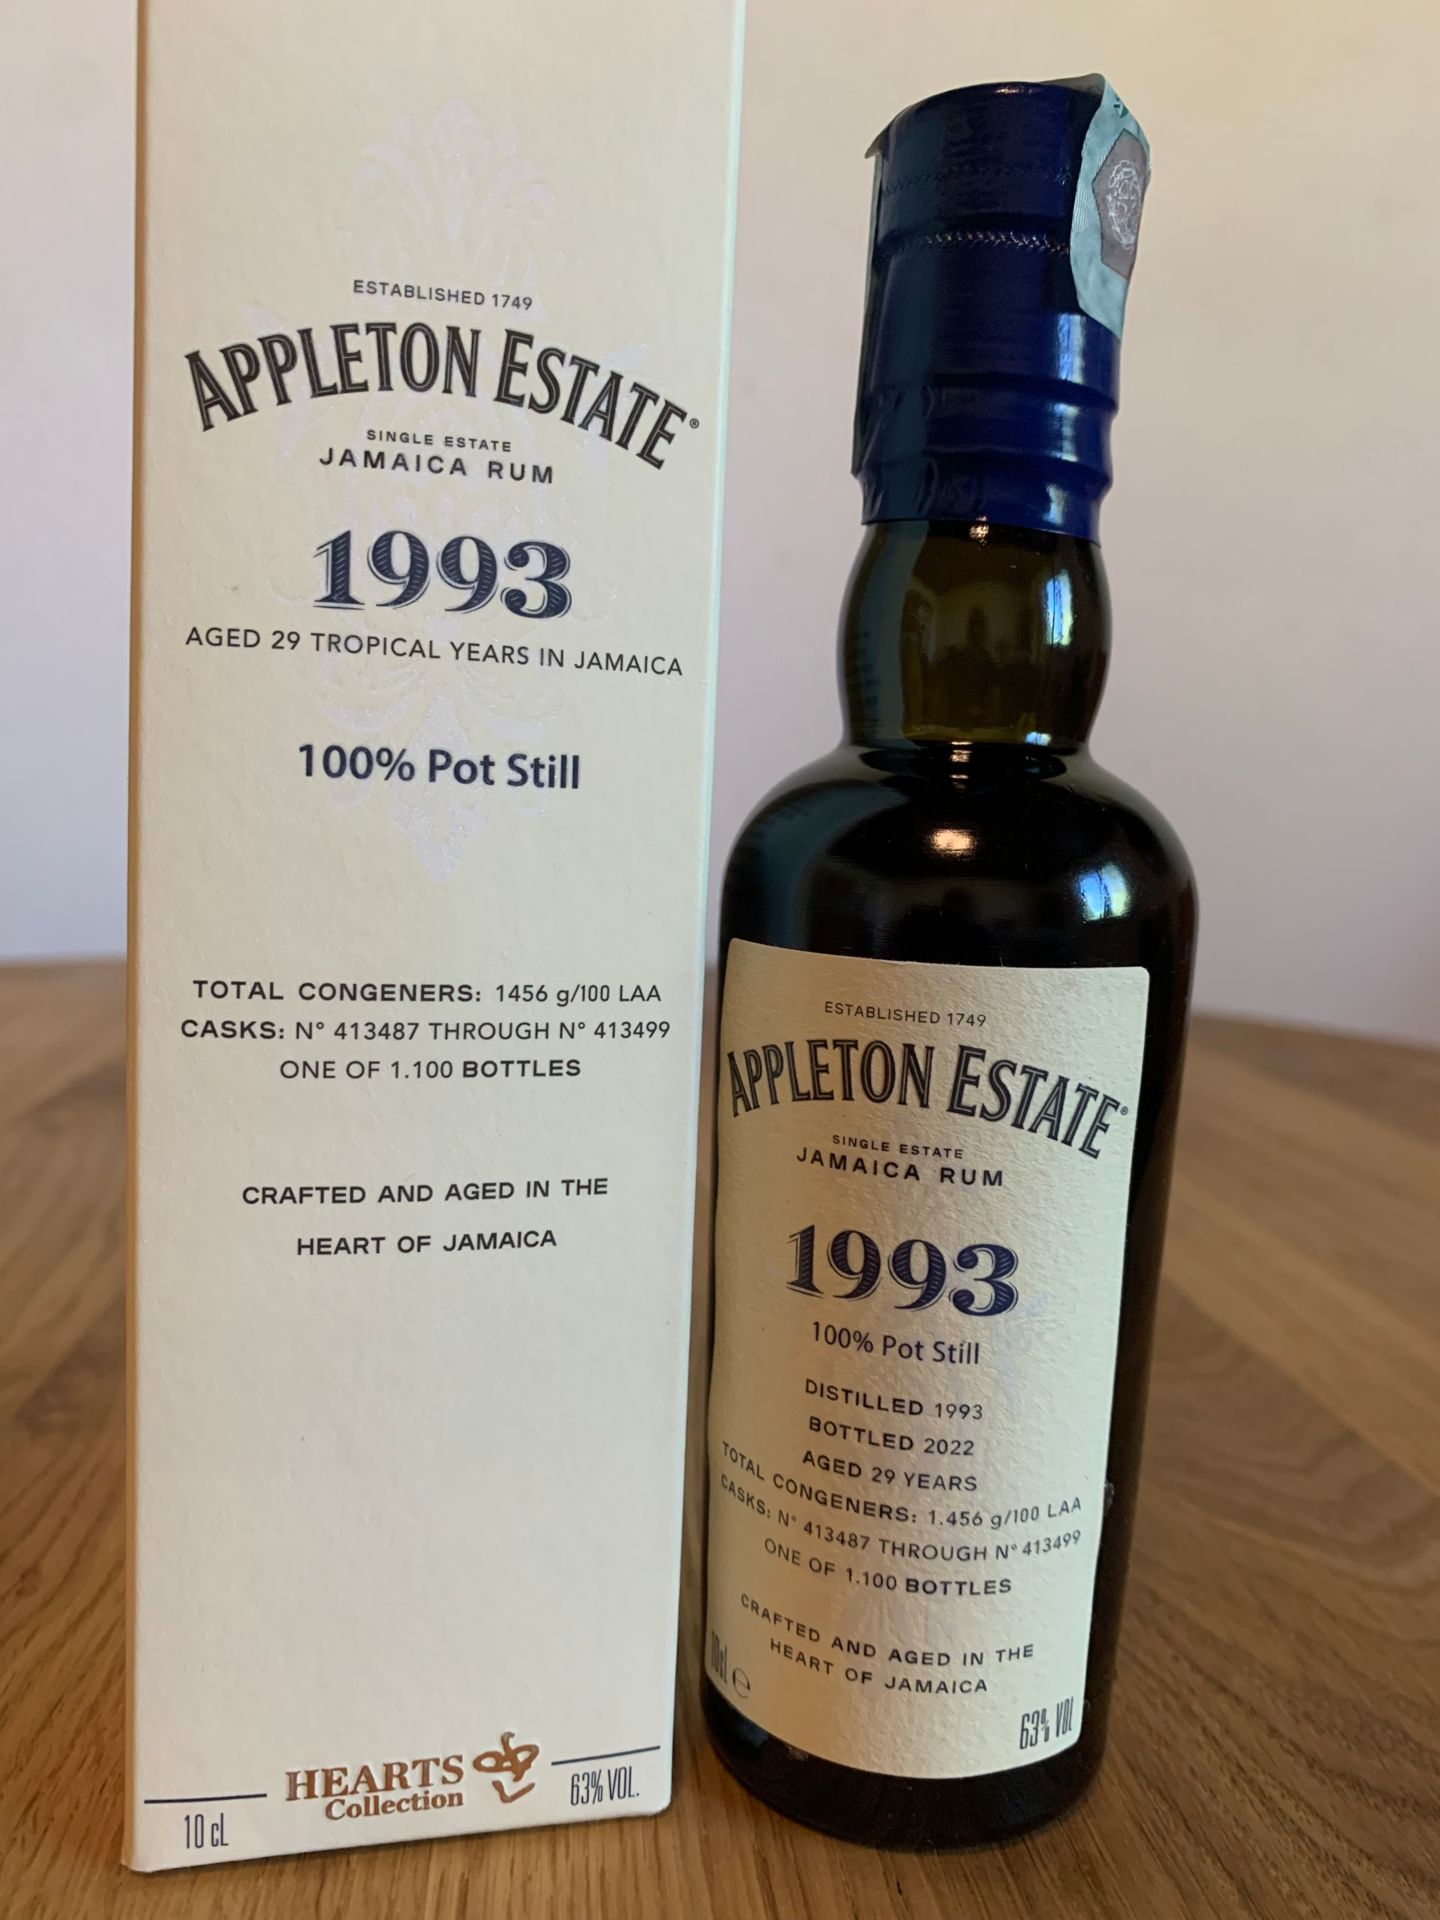 ESTABLISHED 1749
APPLETON ESTATE®
SINGLE ESTATE
JAMAICA RUM
1993
AGED 29 TROPICAL YEARS IN JAMAICA
100% Pot Still
TOTAL CONGENERS: 1456 g/100 LAA
CASKS: N° 413487 THROUGH N° 413499
ONE OF 1.100 BOTTLES
CRAFTED AND AGED IN THE
HEART OF JAMAICA
HEARTS
Collection
10 cL
63% VOL.
ESTABLISHED 1749
APPLETON ESTATE®
SINGLE ESTATE
JAMAICA RUM
1993
100% Pot Still
DISTILLED 1993
BOTTLED 2022
AGED 29 YEARS
TOTAL CONGENERS: 1.456 g/100 LAA
CASKS: N° 413487 THROUGH N° 413499
ONE OF 1.100 BOTTLES
CRAFTED AND AGED IN THE
HEART OF JAMAICA
10cl ℮
63% VOL